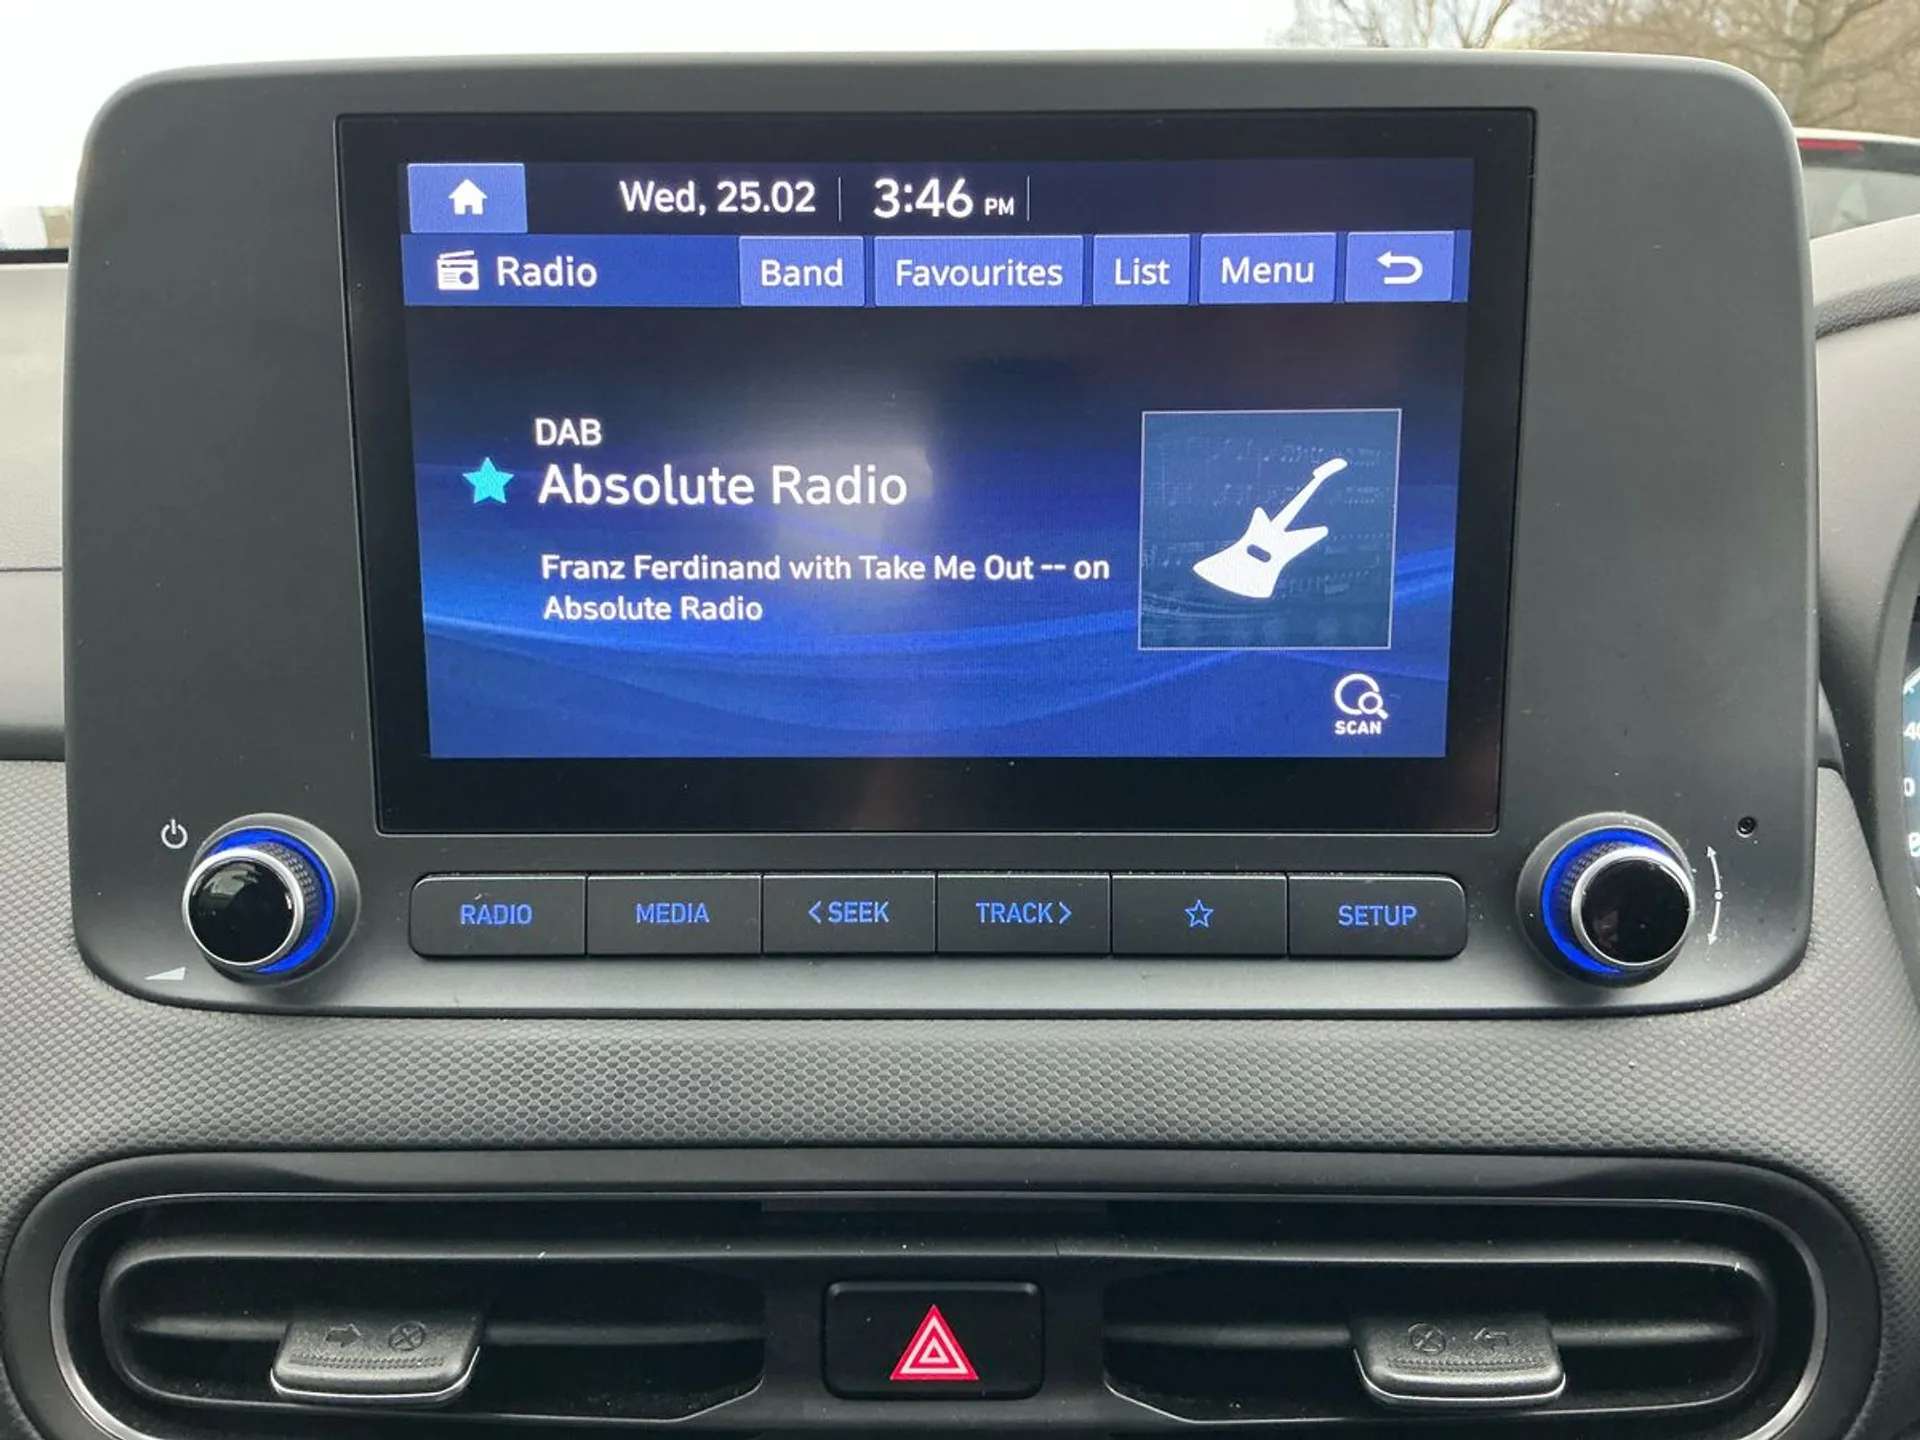 Wed, 25.02 3:46 PM
Radio Band Favourites List Menu
DAB
Absolute Radio
Franz Ferdinand with Take Me Out -- on
Absolute Radio
SCAN
RADIO MEDIA < SEEK TRACK > SETUP